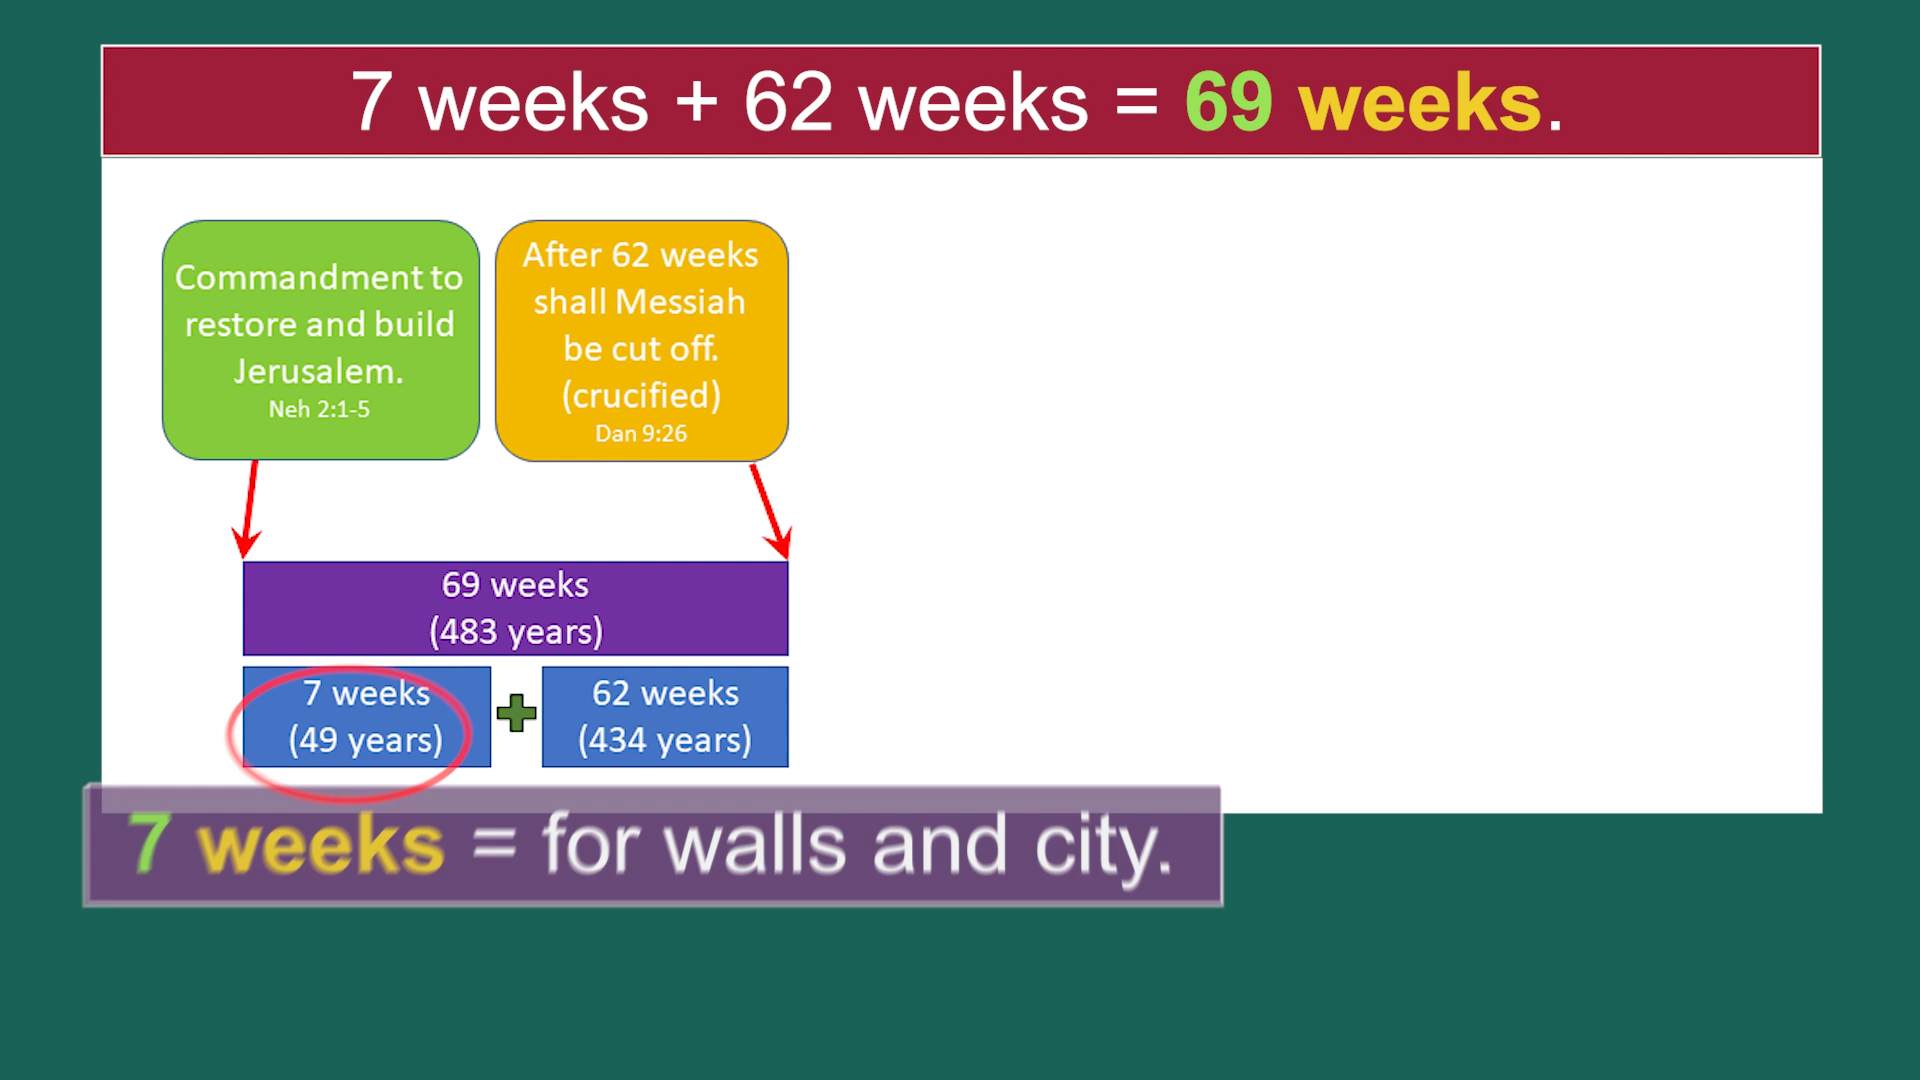 7 weeks + 62 weeks = 69 weeks.
Commandment to
restore and build
Jerusalem.
Neh 2:1-5
After 62 weeks
shall Messiah
be cut off.
(crucified)
Dan 9:26
69 weeks
(483 years)
7 weeks
(49 years)
62 weeks
(434 years)
7 weeks = for walls and city.